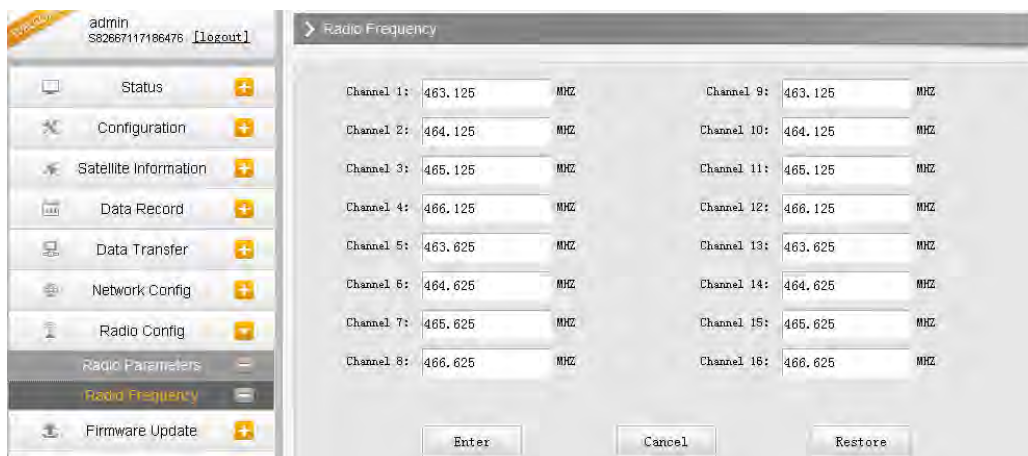 admin
S82667117186476 [logout]
Status
Configuration
Satellite Information
Data Record
Data Transfer
Network Config
Radio Config
Radio Parameters
Radio Frequency
Firmware Update
Radio Frequency
Channel 1: 463.125 MHZ Channel 9: 463.125 MHZ
Channel 2: 464.125 MHZ Channel 10: 464.125 MHZ
Channel 3: 465.125 MHZ Channel 11: 465.125 MHZ
Channel 4: 466.125 MHZ Channel 12: 466.125 MHZ
Channel 5: 463.625 MHZ Channel 13: 463.625 MHZ
Channel 6: 464.625 MHZ Channel 14: 464.625 MHZ
Channel 7: 465.625 MHZ Channel 15: 465.625 MHZ
Channel 8: 466.625 MHZ Channel 16: 466.625 MHZ
Enter Cancel Restore